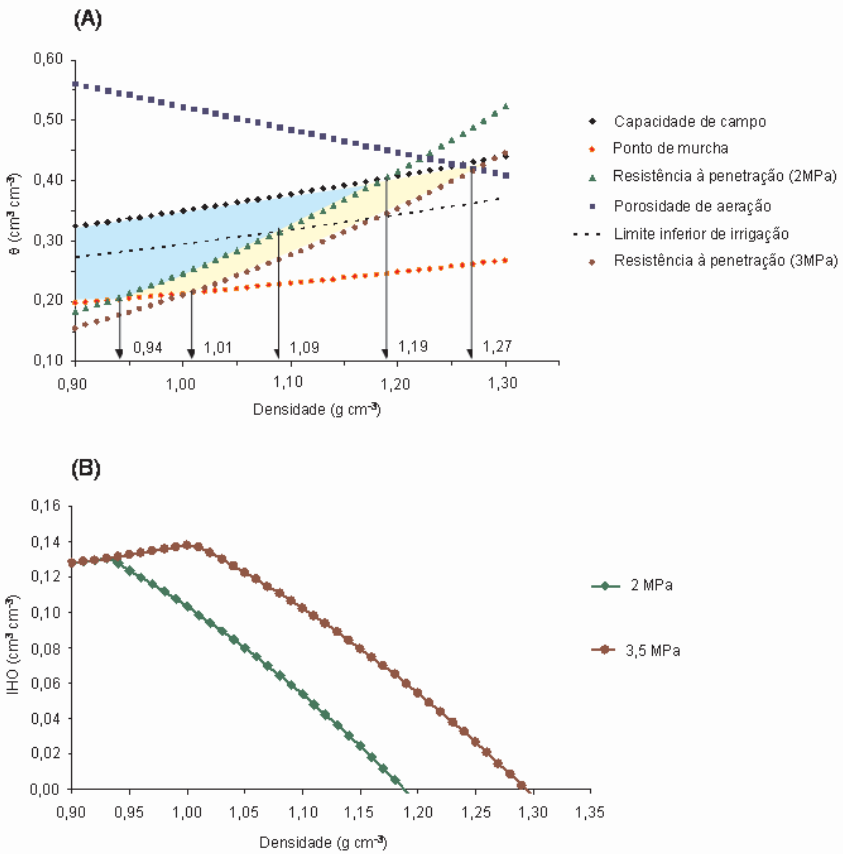 (A)
0,60
0,50
0,40
0,30
0,20
0,10
θ (cm³ cm⁻³)
0,94
1,01
1,09
1,19
1,27
0,90
1,00
1,10
1,20
1,30
Densidade (g cm⁻³)
Capacidade de campo
Ponto de murcha
Resistência à penetração (2MPa)
Porosidade de aeração
Limite inferior de irrigação
Resistência à penetração (3MPa)
(B)
0,16
0,14
0,12
0,10
0,08
0,06
0,04
0,02
0,00
IHO (cm³ cm⁻³)
0,90
0,95
1,00
1,05
1,10
1,15
1,20
1,25
1,30
1,35
Densidade (g cm⁻³)
2 MPa
3,5 MPa